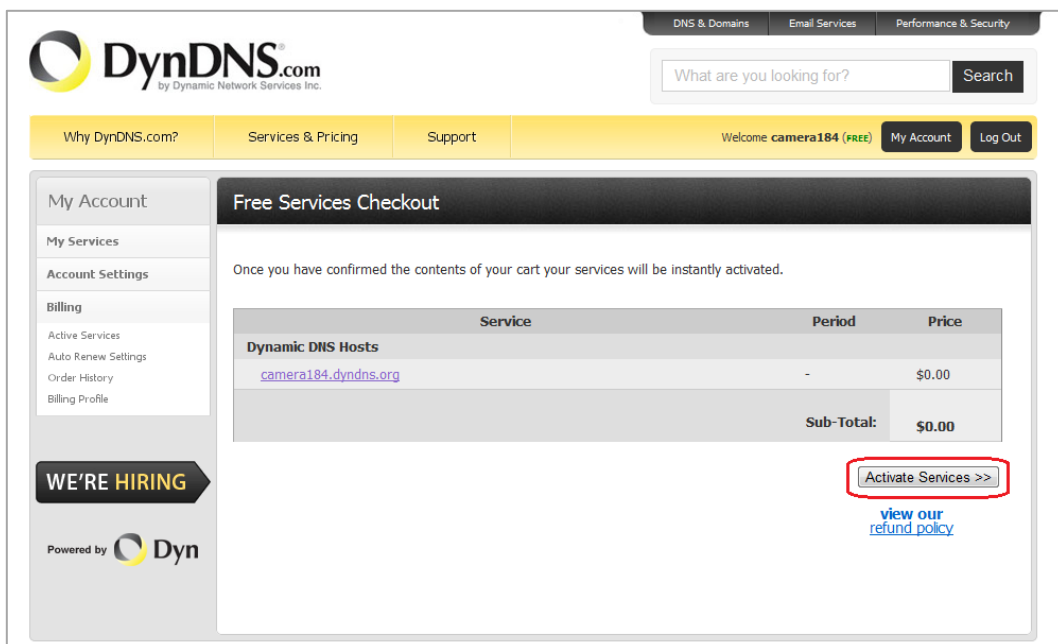 DNS & Domains Email Services Performance & Security
DynDNS.com
by Dynamic Network Services Inc.
What are you looking for? Search
Why DynDNS.com? Services & Pricing Support Welcome camera184 (FREE) My Account Log Out
My Account
My Services
Account Settings
Billing
Active Services
Auto Renew Settings
Order History
Billing Profile
WE'RE HIRING
Powered by Dyn
Free Services Checkout
Once you have confirmed the contents of your cart your services will be instantly activated.
Service Period Price
Dynamic DNS Hosts
camera184.dyndns.org - $0.00
Sub-Total: $0.00
Activate Services >>
view our
refund policy